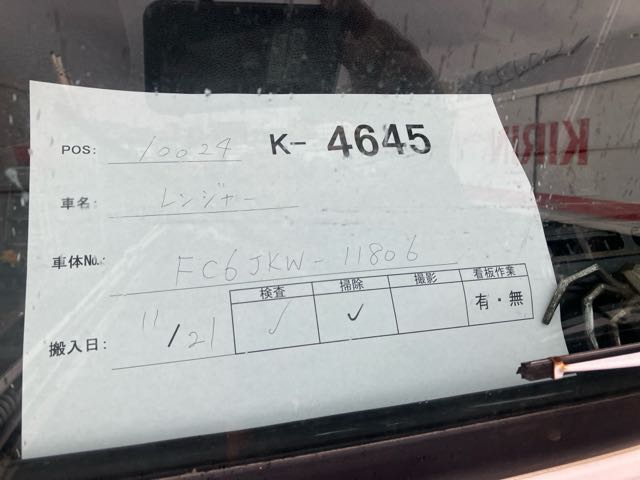 POS: 10024 K- 4645
車名: レンジャー
車体No.: FC6JKW-11806
検査 掃除 撮影 看板作業
搬入日: 11/21 ✓ ✓ 有・無
KIRIN